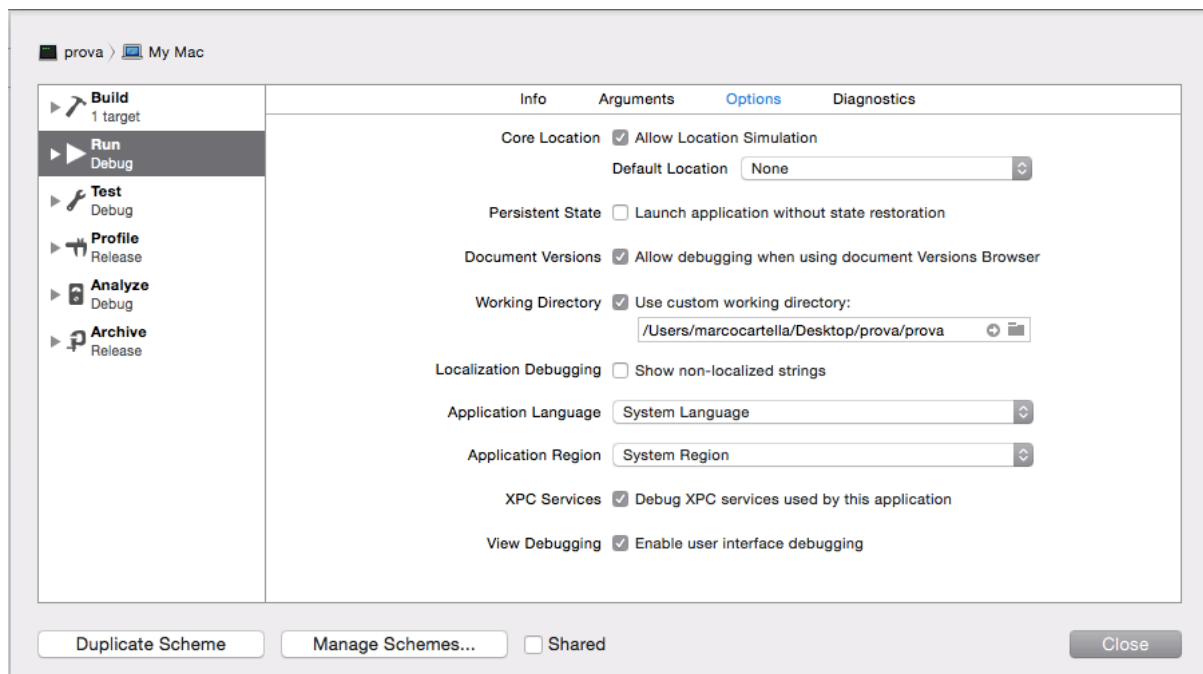 prova 〉 My Mac
Build
1 target
Run
Debug
Test
Debug
Profile
Release
Analyze
Debug
Archive
Release
Info Arguments Options Diagnostics
Core Location Allow Location Simulation
Default Location None
Persistent State Launch application without state restoration
Document Versions Allow debugging when using document Versions Browser
Working Directory Use custom working directory:
/Users/marcocartella/Desktop/prova/prova
Localization Debugging Show non-localized strings
Application Language System Language
Application Region System Region
XPC Services Debug XPC services used by this application
View Debugging Enable user interface debugging
Duplicate Scheme Manage Schemes... Shared Close